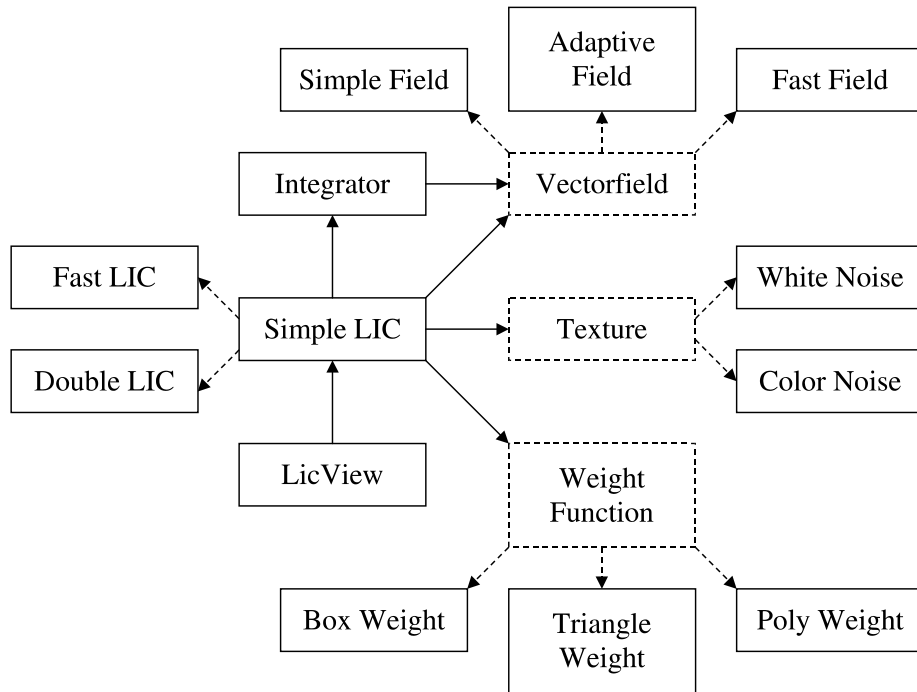 Adaptive
Field
Simple Field
Fast Field
Integrator
Vectorfield
Fast LIC
White Noise
Simple LIC
Texture
Double LIC
Color Noise
LicView
Weight
Function
Box Weight
Triangle
Weight
Poly Weight